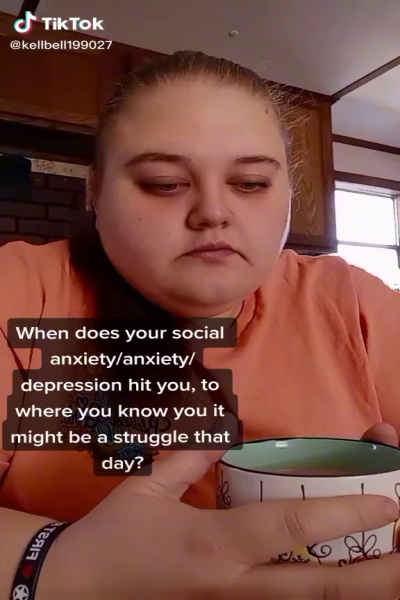 TikTok
@kellbell199027
When does your social
anxiety/anxiety/
depression hit you, to
where you know you it
might be a struggle that
day?
FIRST